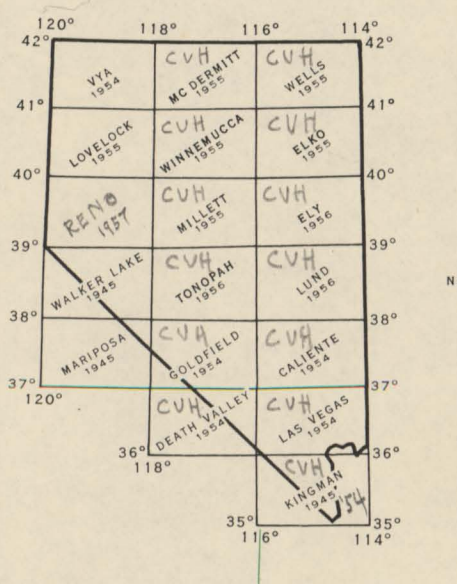 120° 118° 116° 114°
42° 42°
CVH CVH
VYA MC DERMITT WELLS
1954 1955 1955
41° 41°
CVH CVH
LOVELOCK WINNEMUCCA ELKO
1955 1955 1955
40° 40°
CVH CVH
RENO MILLETT ELY
1957 1955 1956
39° 39°
CVH CVH
WALKER LAKE TONOPAH LUND
1945 1956 1956
38° 38°
CVH CVH
MARIPOSA GOLDFIELD CALIENTE
1945 1954 1954
37° 37°
120°
CVH CVH
DEATH VALLEY LAS VEGAS
1954 1954
36° 36°
118°
CVH
KINGMAN
1945 '54
35° 35°
116° 114°
N